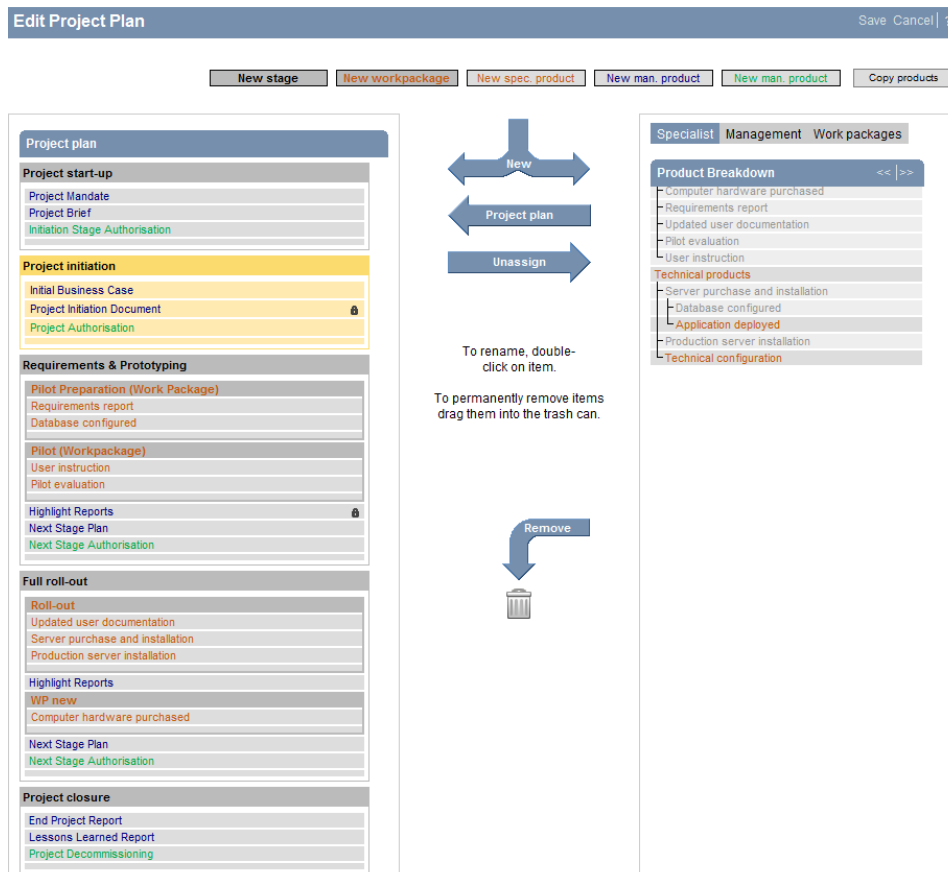 Edit Project Plan
Save Cancel| ?
New stage
New workpackage
New spec. product
New man. product
New man. product
Copy products
Project plan
Project start-up
Project Mandate
Project Brief
Initiation Stage Authorisation
Project initiation
Initial Business Case
Project Initiation Document
Project Authorisation
Requirements & Prototyping
Pilot Preparation (Work Package)
Requirements report
Database configured
Pilot (Workpackage)
User instruction
Pilot evaluation
Highlight Reports
Next Stage Plan
Next Stage Authorisation
Full roll-out
Roll-out
Updated user documentation
Server purchase and installation
Production server installation
Highlight Reports
WP new
Computer hardware purchased
Next Stage Plan
Next Stage Authorisation
Project closure
End Project Report
Lessons Learned Report
Project Decommissioning
New
Project plan
Unassign
To rename, double-
click on item.
To permanently remove items
drag them into the trash can.
Remove
Specialist Management Work packages
Product Breakdown << |>>
Computer hardware purchased
Requirements report
Updated user documentation
Pilot evaluation
User instruction
Technical products
Server purchase and installation
Database configured
Application deployed
Production server installation
Technical configuration